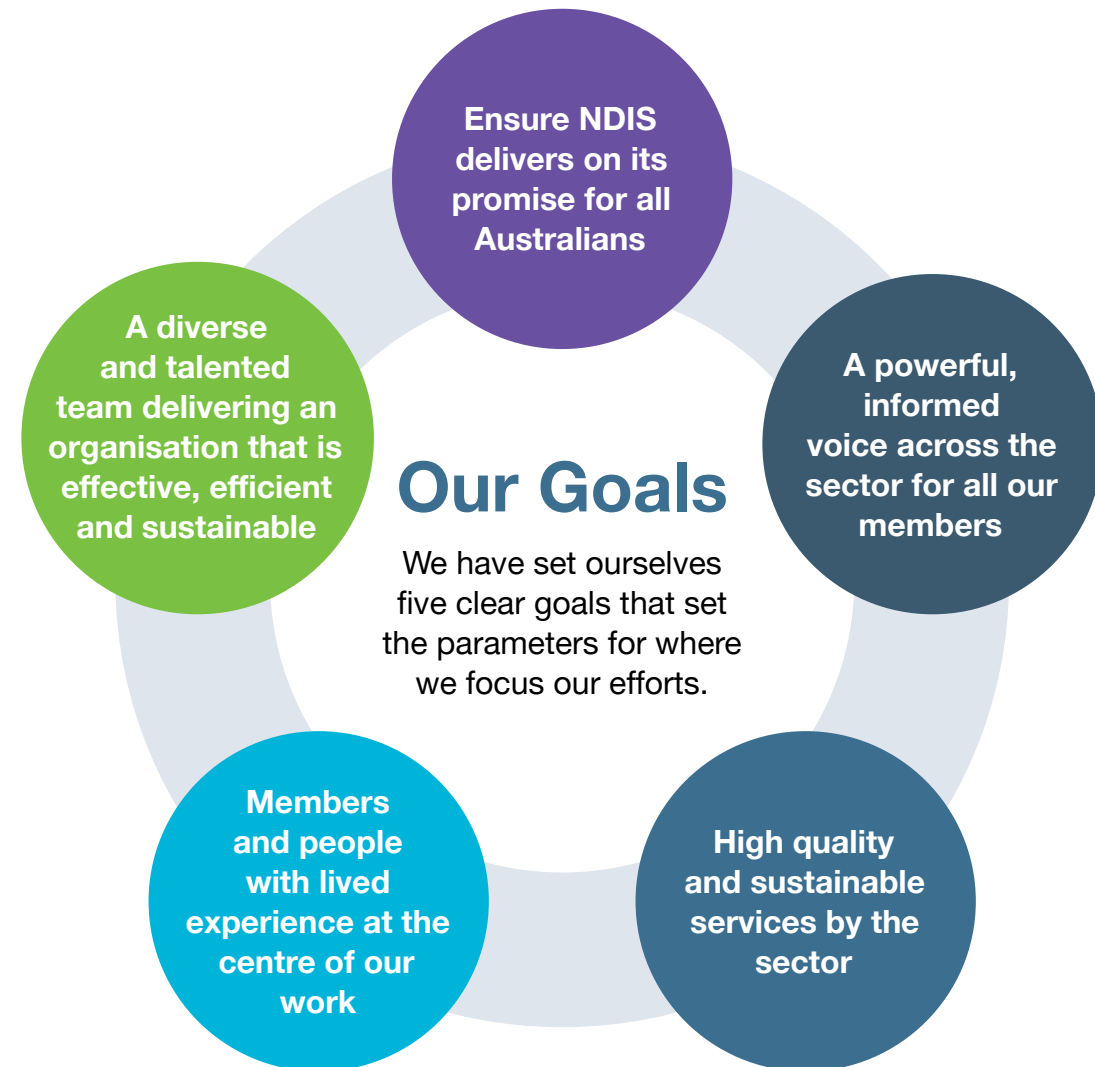 Ensure NDIS
delivers on its
promise for all
Australians
A diverse
and talented
team delivering an
organisation that is
effective, efficient
and sustainable
A powerful,
informed
voice across the
sector for all our
members
Our Goals
We have set ourselves
five clear goals that set
the parameters for where
we focus our efforts.
Members
and people
with lived
experience at the
centre of our
work
High quality
and sustainable
services by the
sector